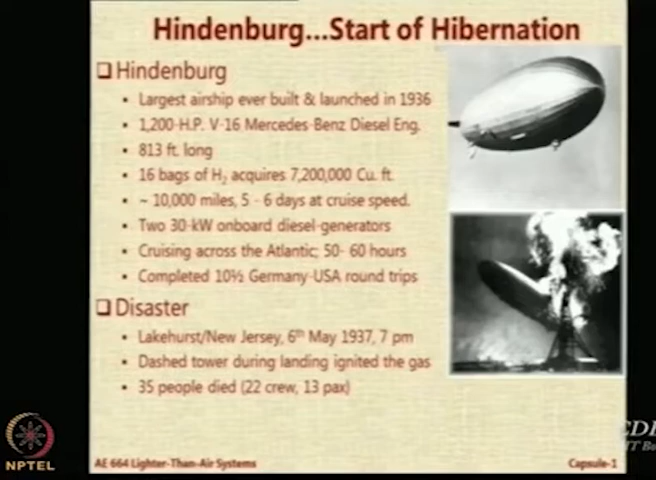 Hindenburg...Start of Hibernation
Hindenburg
Largest airship ever built & launched in 1936
1,200-H.P. V-16 Mercedes-Benz Diesel Eng.
813 ft. long
16 bags of H₂ acquires 7,200,000 Cu. ft.
~ 10,000 miles, 5 - 6 days at cruise speed.
Two 30-kW onboard diesel-generators
Cruising across the Atlantic; 50- 60 hours
Completed 10½ Germany-USA round trips
Disaster
Lakehurst/New Jersey, 6th May 1937, 7 pm
Dashed tower during landing ignited the gas
35 people died (22 crew, 13 pax)
NPTEL
AE 664 Lighter-Than-Air Systems
Capsule-1